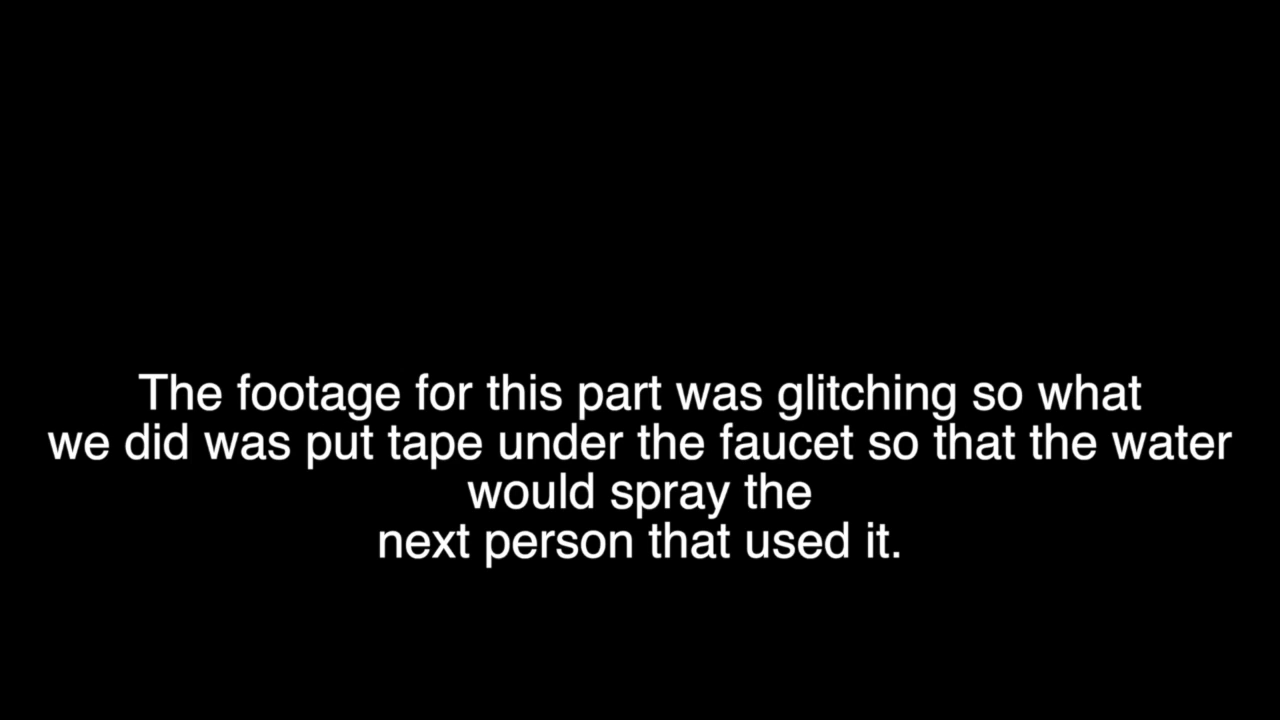 The footage for this part was glitching so what
we did was put tape under the faucet so that the water
would spray the
next person that used it.